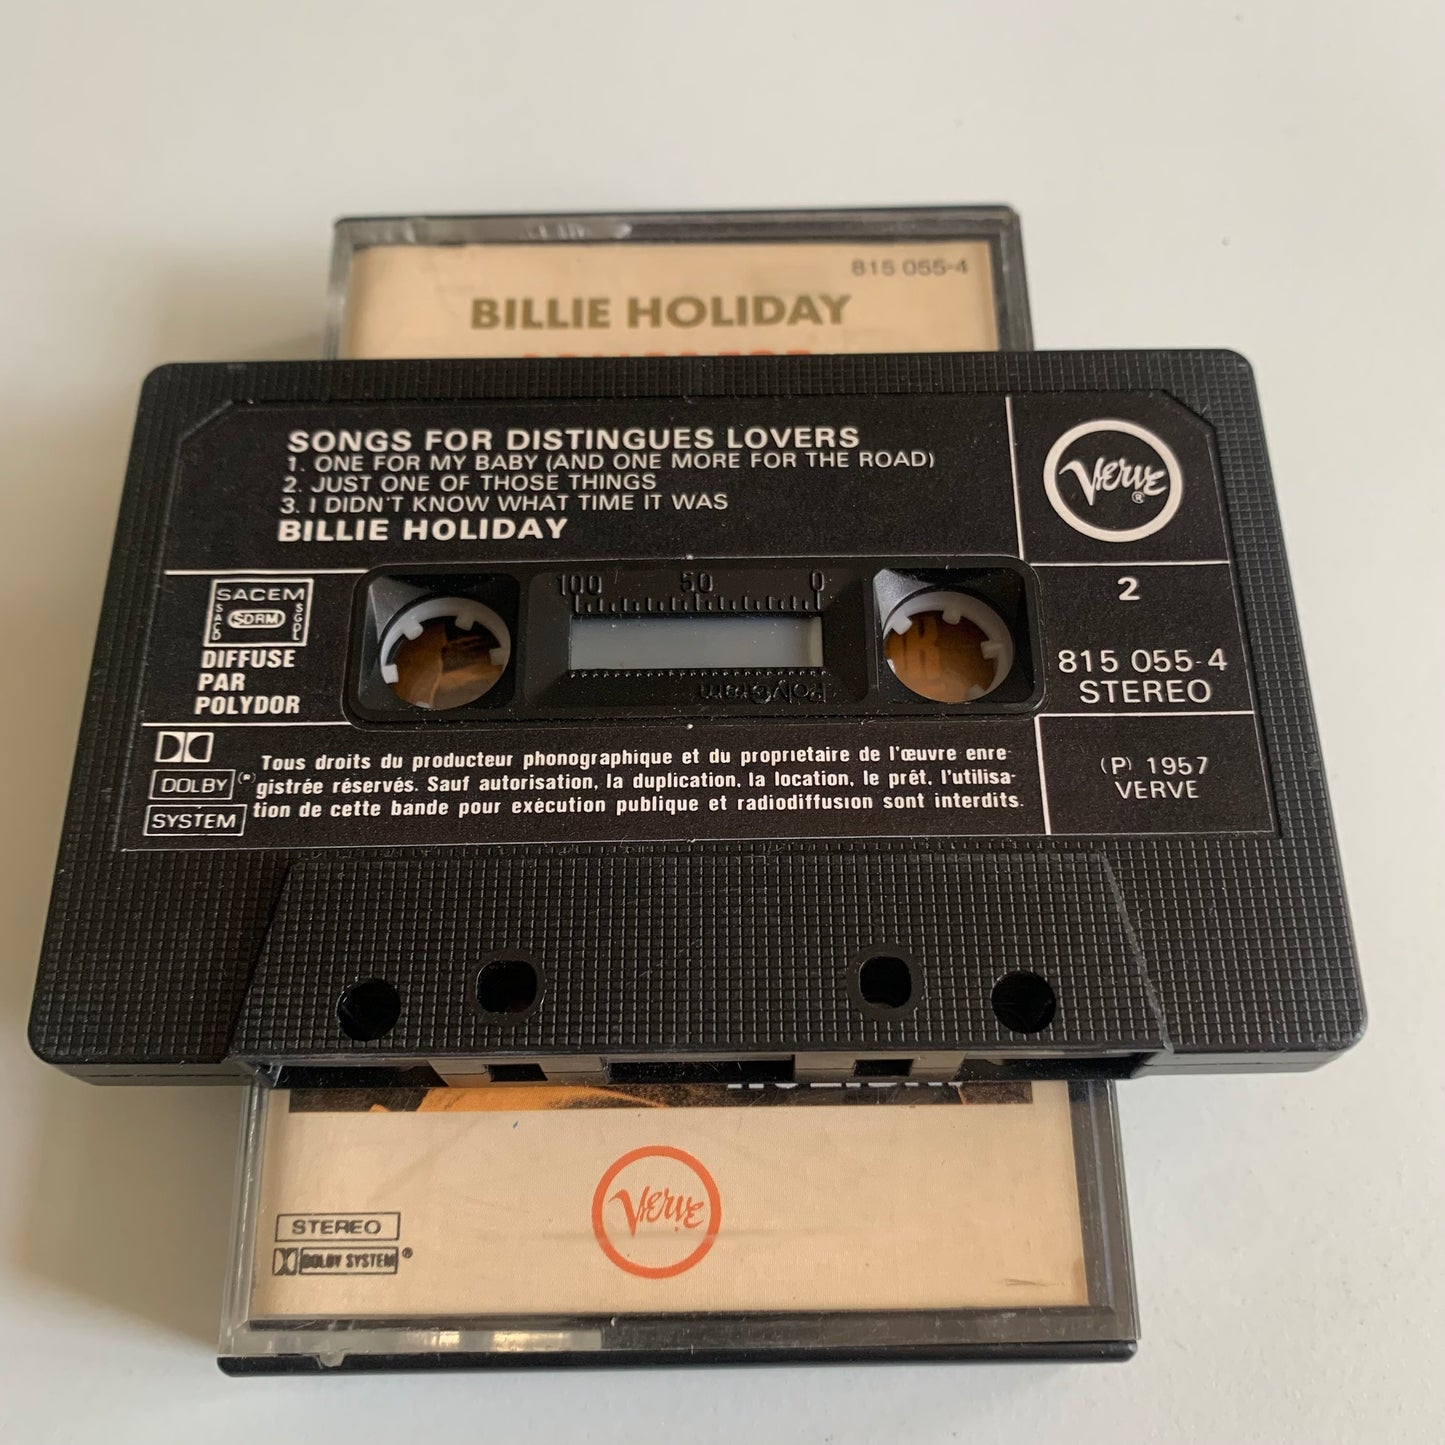 815 055-4
BILLIE HOLIDAY
SONGS FOR DISTINGUES LOVERS
1. ONE FOR MY BABY (AND ONE MORE FOR THE ROAD)
2. JUST ONE OF THOSE THINGS
3. I DIDN'T KNOW WHAT TIME IT WAS
BILLIE HOLIDAY
Verve®
SACEM
SACD SDRM SGDL
DIFFUSE
PAR
POLYDOR
100 50 0
PolyGram
2
815 055-4
STEREO
DOLBY (R)
SYSTEM
Tous droits du producteur phonographique et du proprietaire de l'œuvre enre-
gistrée réservés. Sauf autorisation, la duplication, la location, le prêt, l'utilisa-
tion de cette bande pour exécution publique et radiodiffusion sont interdits.
(P) 1957
VERVE
Verve
STEREO
DOLBY SYSTEM®